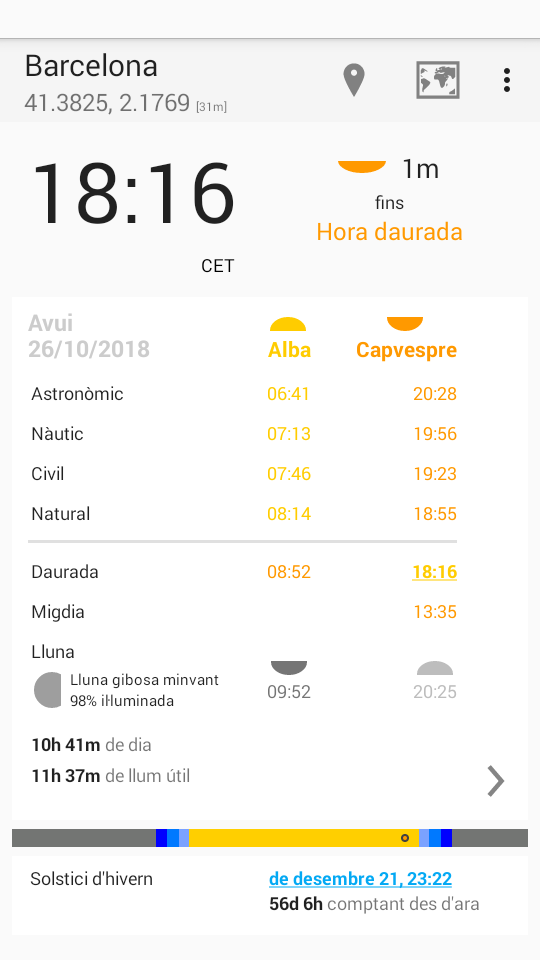 Barcelona
41.3825, 2.1769 [31m]
18:16
1m
fins
Hora daurada
CET
Avui
26/10/2018
Alba
Capvespre
Astronòmic 06:41 20:28
Nàutic 07:13 19:56
Civil 07:46 19:23
Natural 08:14 18:55
Daurada 08:52 18:16
Migdia 13:35
Lluna
Lluna gibosa minvant
98% il·luminada
09:52 20:25
10h 41m de dia
11h 37m de llum útil
Solstici d'hivern de desembre 21, 23:22
56d 6h comptant des d'ara